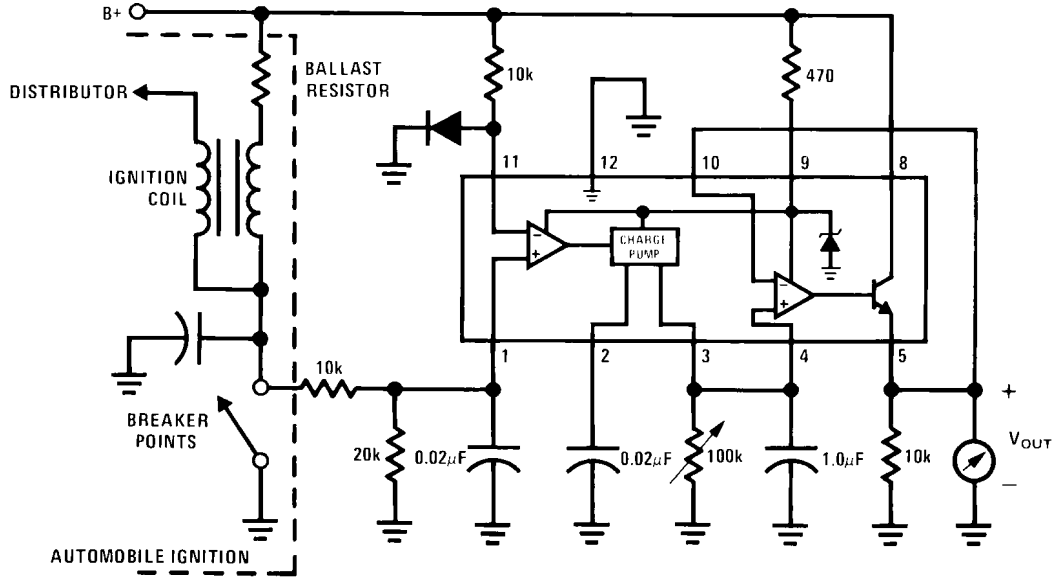 B+
BALLAST
RESISTOR
10k
470
DISTRIBUTOR
11
12
10
9
8
IGNITION
COIL
CHARGE
PUMP
−
+
−
+
1
2
3
4
5
10k
BREAKER
POINTS
20k
0.02μF
0.02μF
100k
1.0μF
10k
+
VOUT
−
AUTOMOBILE IGNITION